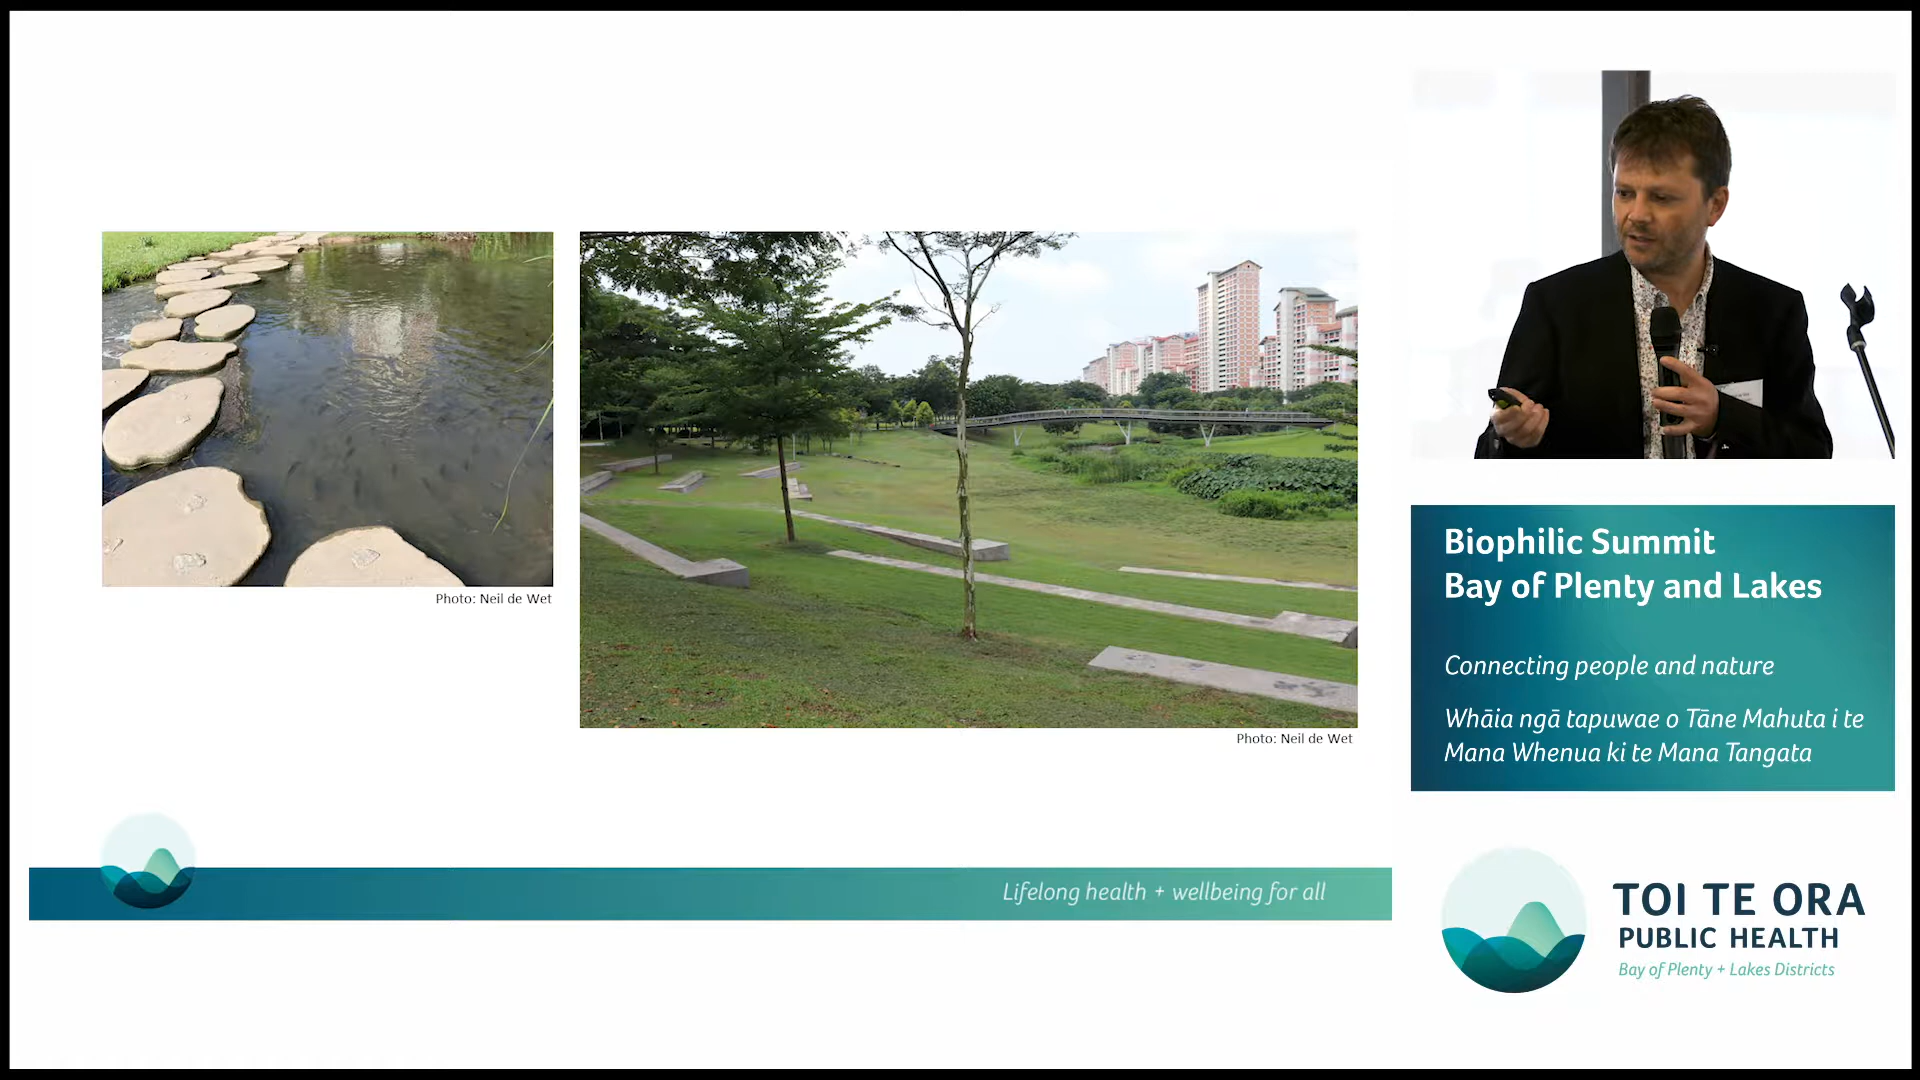 Photo: Neil de Wet
Photo: Neil de Wet
Lifelong health + wellbeing for all
Biophilic Summit
Bay of Plenty and Lakes
Connecting people and nature
Whāia ngā tapuwae o Tāne Mahuta i te
Mana Whenua ki te Mana Tangata
TOI TE ORA
PUBLIC HEALTH
Bay of Plenty + Lakes Districts